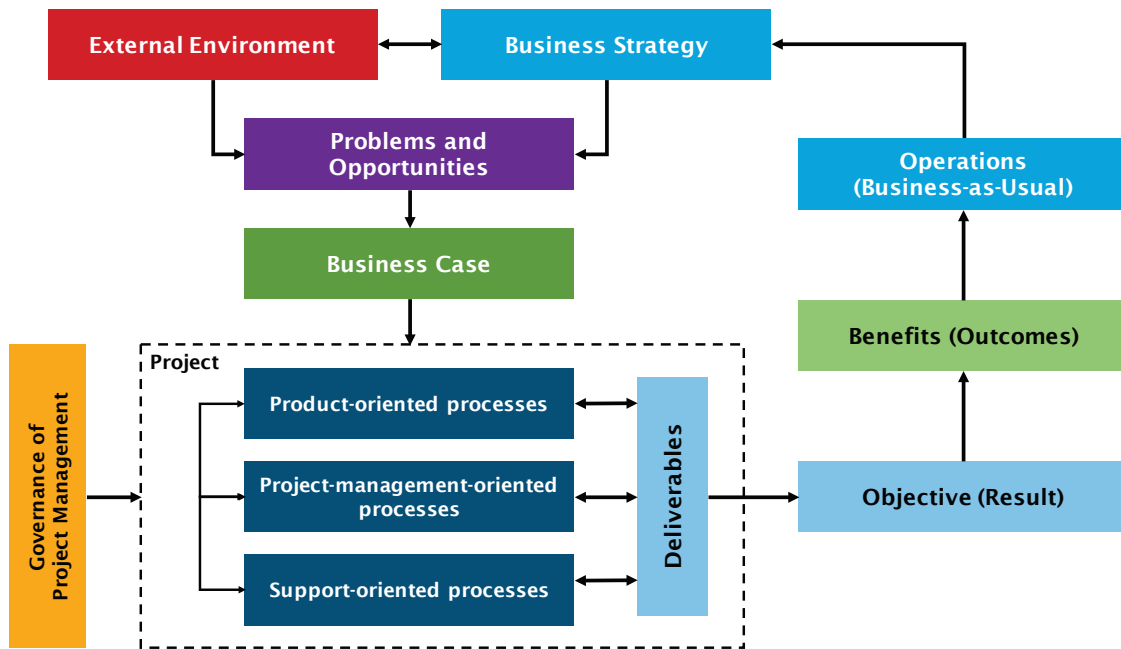 External Environment
Business Strategy
Problems and
Opportunities
Operations
(Business-as-Usual)
Business Case
Benefits (Outcomes)
Governance of
Project Management
Project
Product-oriented processes
Project-management-oriented
processes
Support-oriented processes
Deliverables
Objective (Result)